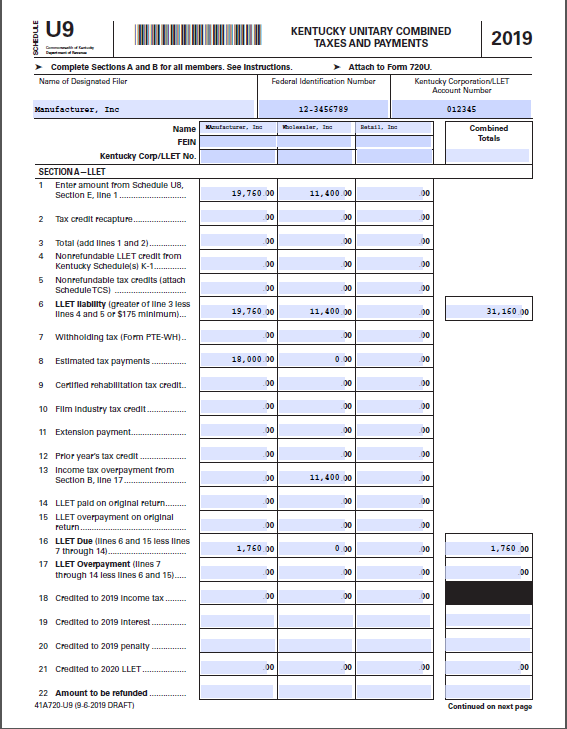 SCHEDULE
U9
Commonwealth of Kentucky
Department of Revenue
KENTUCKY UNITARY COMBINED
TAXES AND PAYMENTS
2019
➤ Complete Sections A and B for all members. See Instructions. ➤ Attach to Form 720U.
Name of Designated Filer
Federal Identification Number
Kentucky Corporation/LLET
Account Number
Manufacturer, Inc 12-3456789 012345
Name Manufacturer, Inc Wholesaler, Inc Retail, Inc Combined
Totals
FEIN
Kentucky Corp/LLET No.
SECTION A—LLET
1 Enter amount from Schedule U8,
Section E, line 1 ............................ 19,760.00 11,400.00 .00
2 Tax credit recapture...................... .00 .00 .00
3 Total (add lines 1 and 2)............... .00 .00 .00
4 Nonrefundable LLET credit from
Kentucky Schedule(s) K-1............. .00 .00 .00
5 Nonrefundable tax credits (attach
Schedule TCS) .............................. .00 .00 .00
6 LLET liability (greater of line 3 less
lines 4 and 5 or $175 minimum)... 19,760.00 11,400.00 .00 31,160.00
7 Withholding tax (Form PTE-WH).. .00 .00 .00
8 Estimated tax payments .............. 18,000.00 0.00 .00
9 Certified rehabilitation tax credit.. .00 .00 .00
10 Film industry tax credit ................ .00 .00 .00
11 Extension payment....................... .00 .00 .00
12 Prior year's tax credit ................... .00 .00 .00
13 Income tax overpayment from
Section B, line 17.......................... .00 11,400.00 .00
14 LLET paid on original return......... .00 .00 .00
15 LLET overpayment on original
return............................................ .00 .00 .00
16 LLET Due (lines 6 and 15 less lines
7 through 14)................................ 1,760.00 0.00 .00 1,760.00
17 LLET Overpayment (lines 7
through 14 less lines 6 and 15)..... .00 .00 .00 .00
18 Credited to 2019 income tax ........ .00 .00 .00
19 Credited to 2019 interest ..............
20 Credited to 2019 penalty ..............
21 Credited to 2020 LLET .................. .00 .00 .00 .00
22 Amount to be refunded ...............
41A720-U9 (9-6-2019 DRAFT) Continued on next page